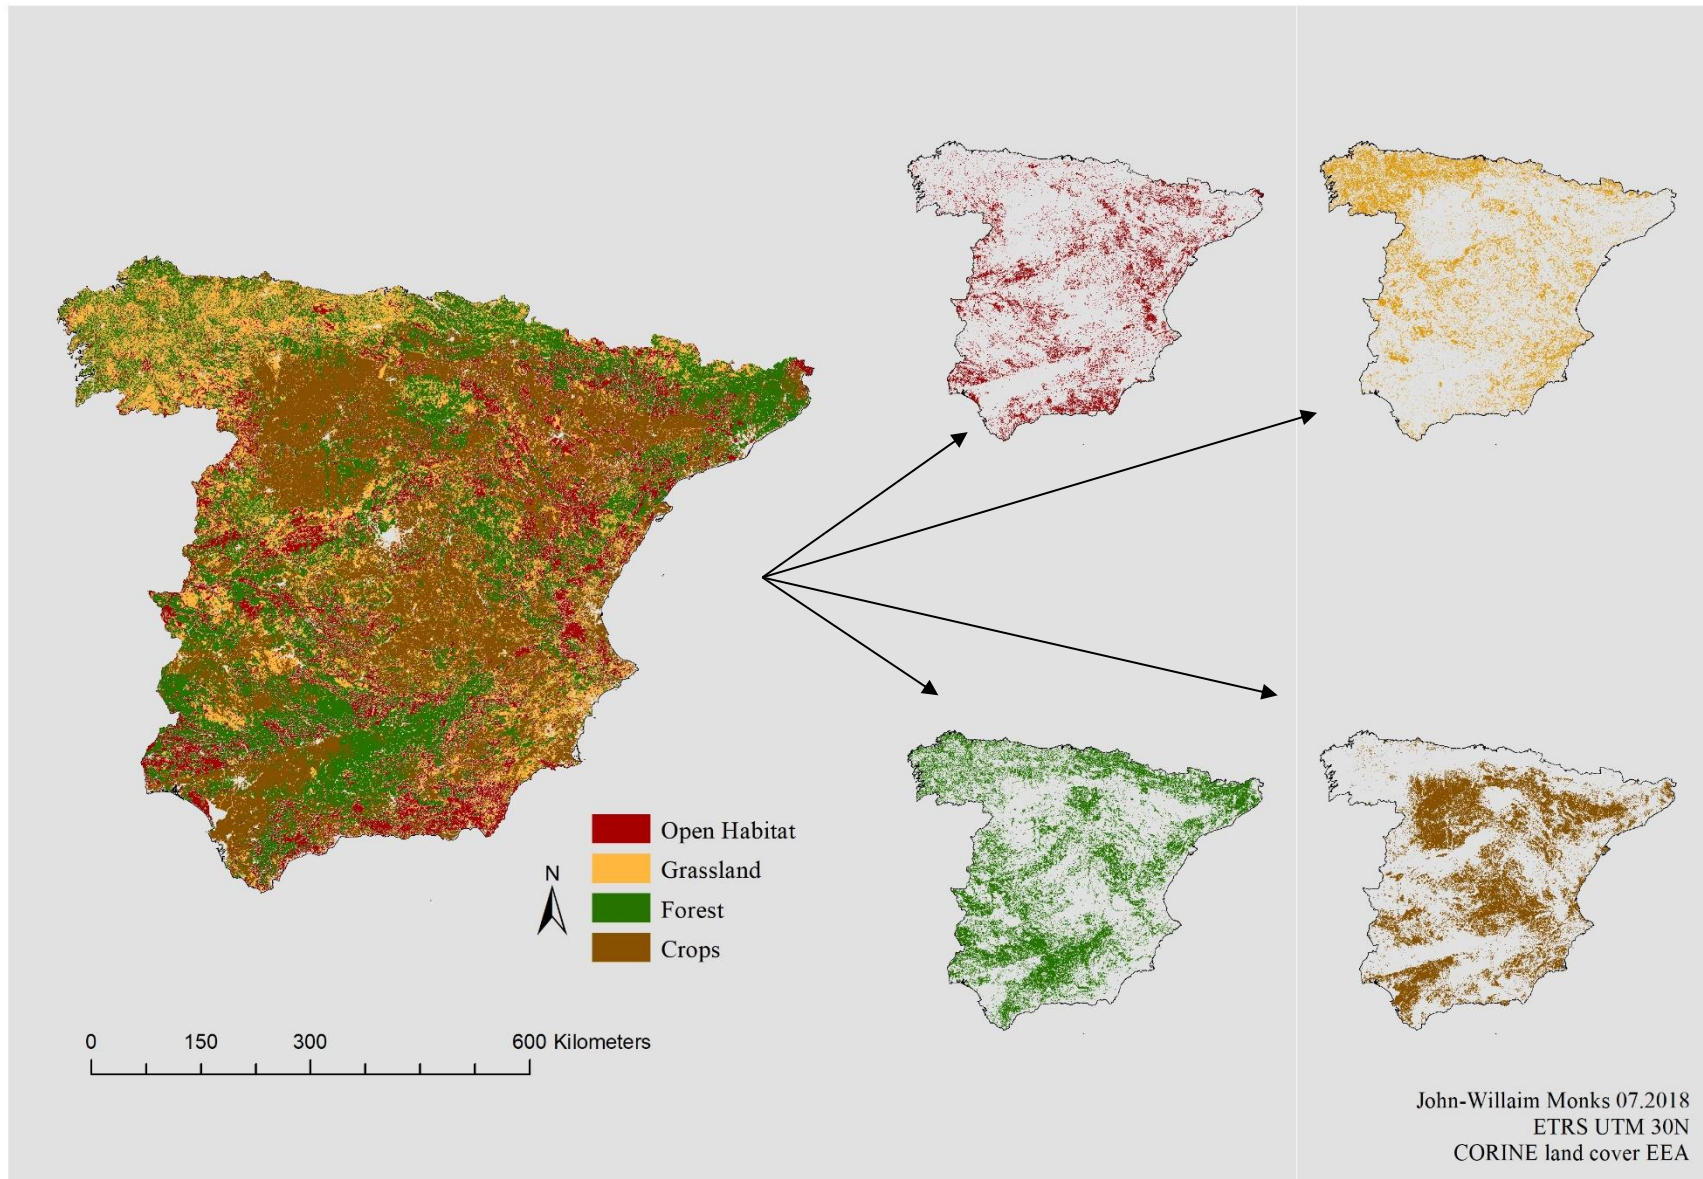 Open Habitat
Grassland
Forest
Crops
N
0 150 300 600 Kilometers
John-Willaim Monks 07.2018
ETRS UTM 30N
CORINE land cover EEA